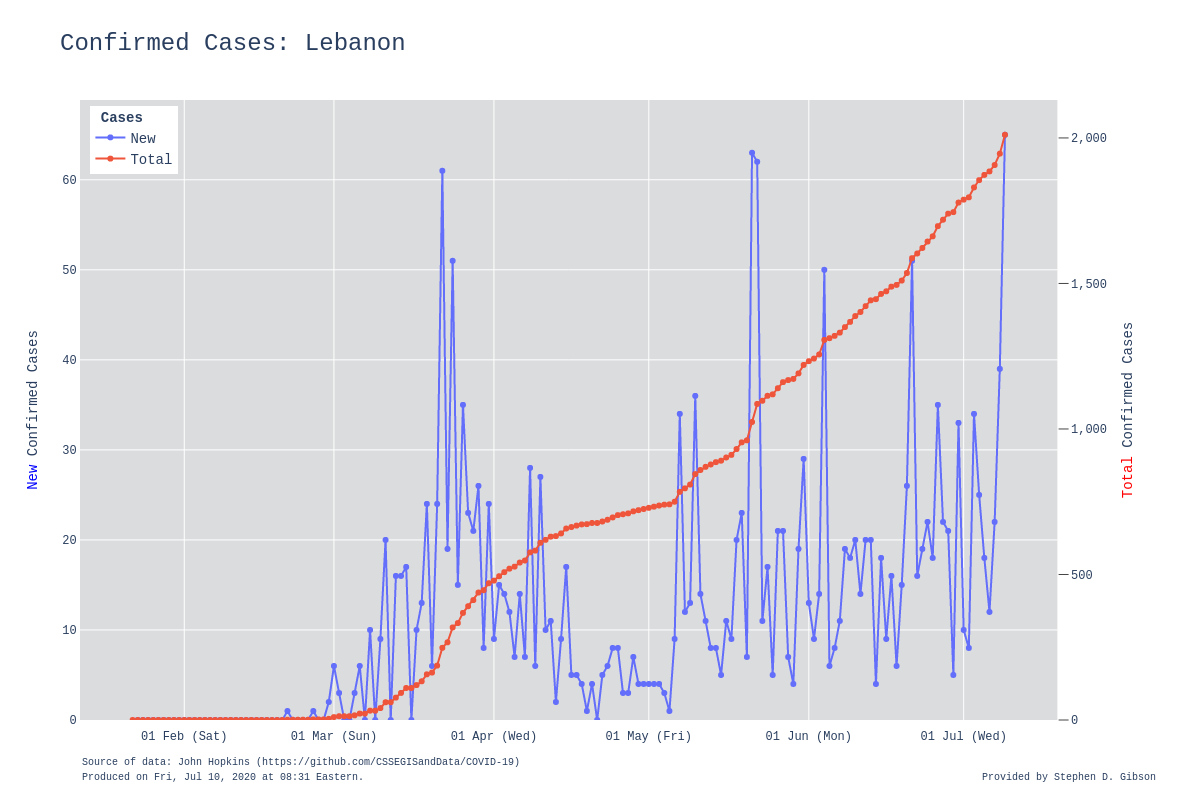 Confirmed Cases: Lebanon
Cases
New
Total
60
50
40
30
20
10
0
New Confirmed Cases
2,000
1,500
1,000
500
0
Total Confirmed Cases
01 Feb (Sat)
01 Mar (Sun)
01 Apr (Wed)
01 May (Fri)
01 Jun (Mon)
01 Jul (Wed)
Source of data: John Hopkins (https://github.com/CSSEGISandData/COVID-19)
Produced on Fri, Jul 10, 2020 at 08:31 Eastern.
Provided by Stephen D. Gibson